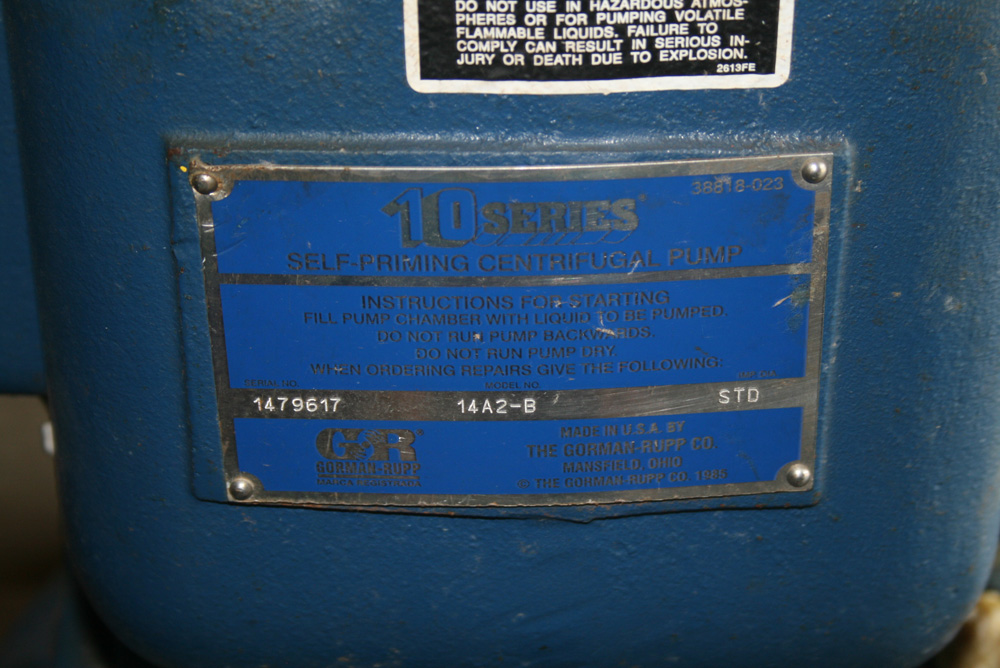 DO NOT USE IN HAZARDOUS ATMOS-
PHERES OR FOR PUMPING VOLATILE
FLAMMABLE LIQUIDS. FAILURE TO
COMPLY CAN RESULT IN SERIOUS IN-
JURY OR DEATH DUE TO EXPLOSION.
2613FE
38818-023
10 SERIES®
SELF-PRIMING CENTRIFUGAL PUMP
INSTRUCTIONS FOR STARTING
FILL PUMP CHAMBER WITH LIQUID TO BE PUMPED.
DO NOT RUN PUMP BACKWARDS.
DO NOT RUN PUMP DRY
WHEN ORDERING REPAIRS GIVE THE FOLLOWING:
SERIAL NO. MODEL NO. IMP. DIA.
1479617 14A2-B STD
GR®
GORMAN-RUPP
MARCA REGISTRADA
MADE IN U.S.A. BY
THE GORMAN-RUPP CO.
MANSFIELD, OHIO
© THE GORMAN-RUPP CO. 1985